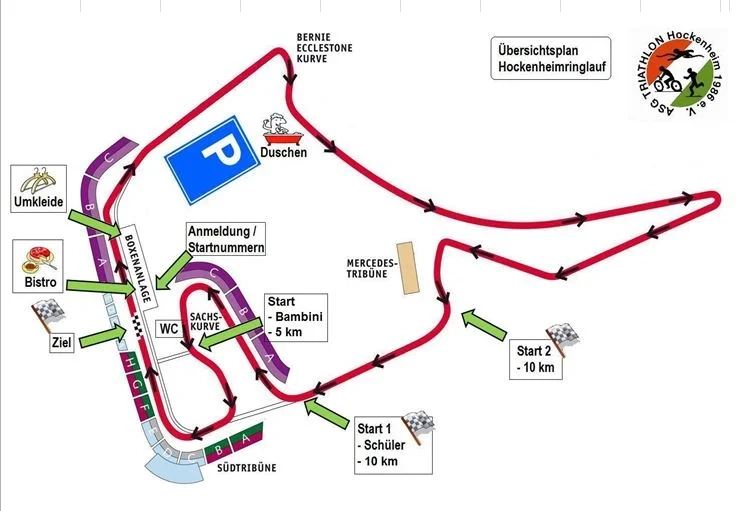 BERNIE
ECCLESTONE
KURVE
Übersichtsplan
Hockenheimringlauf
ASG TRIATHLON Hockenheim 1986 e. V.
P
Duschen
C
B
A
Umkleide
Anmeldung /
Startnummern
BOXENANLAGE
Bistro
Ziel
MERCEDES-
TRIBÜNE
C
B
A
WC
SACHS-
KURVE
Start
- Bambini
- 5 km
Start 2
- 10 km
Start 1
- Schüler
- 10 km
H
G
F
E
D
C
B
A
SÜDTRIBÜNE